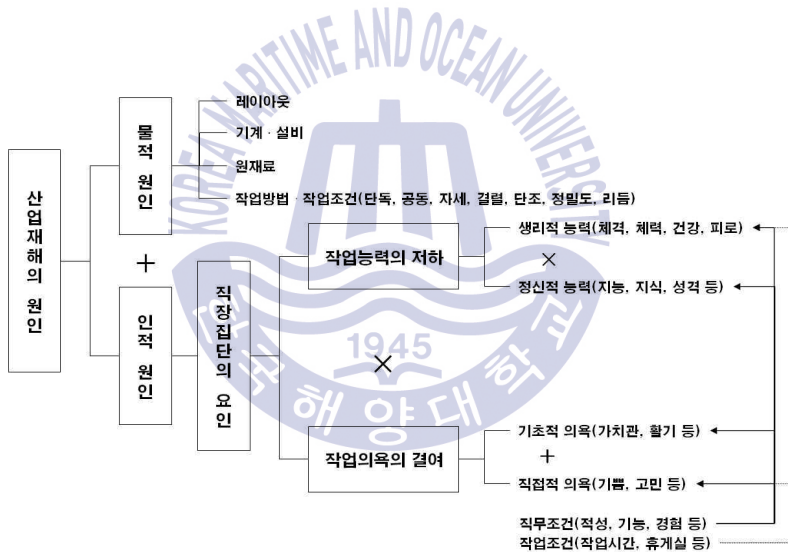 KOREA MARITIME AND OCEAN UNIVERSITY
산업재해의 원인
물적 원인
레이아웃
기계 · 설비
원재료
작업방법 · 작업조건(단독, 공동, 자세, 결렬, 단조, 정밀도, 리듬)
+
인적 원인
직장집단의 요인
작업능력의 저하
생리적 능력(체격, 체력, 건강, 피로)
×
정신적 능력(지능, 지식, 성격 등)
×
1945
한국해양대학교
작업의욕의 결여
기초적 의욕(가치관, 활기 등)
+
직접적 의욕(기쁨, 고민 등)
직무조건(적성, 기능, 경험 등)
작업조건(작업시간, 휴게실 등)